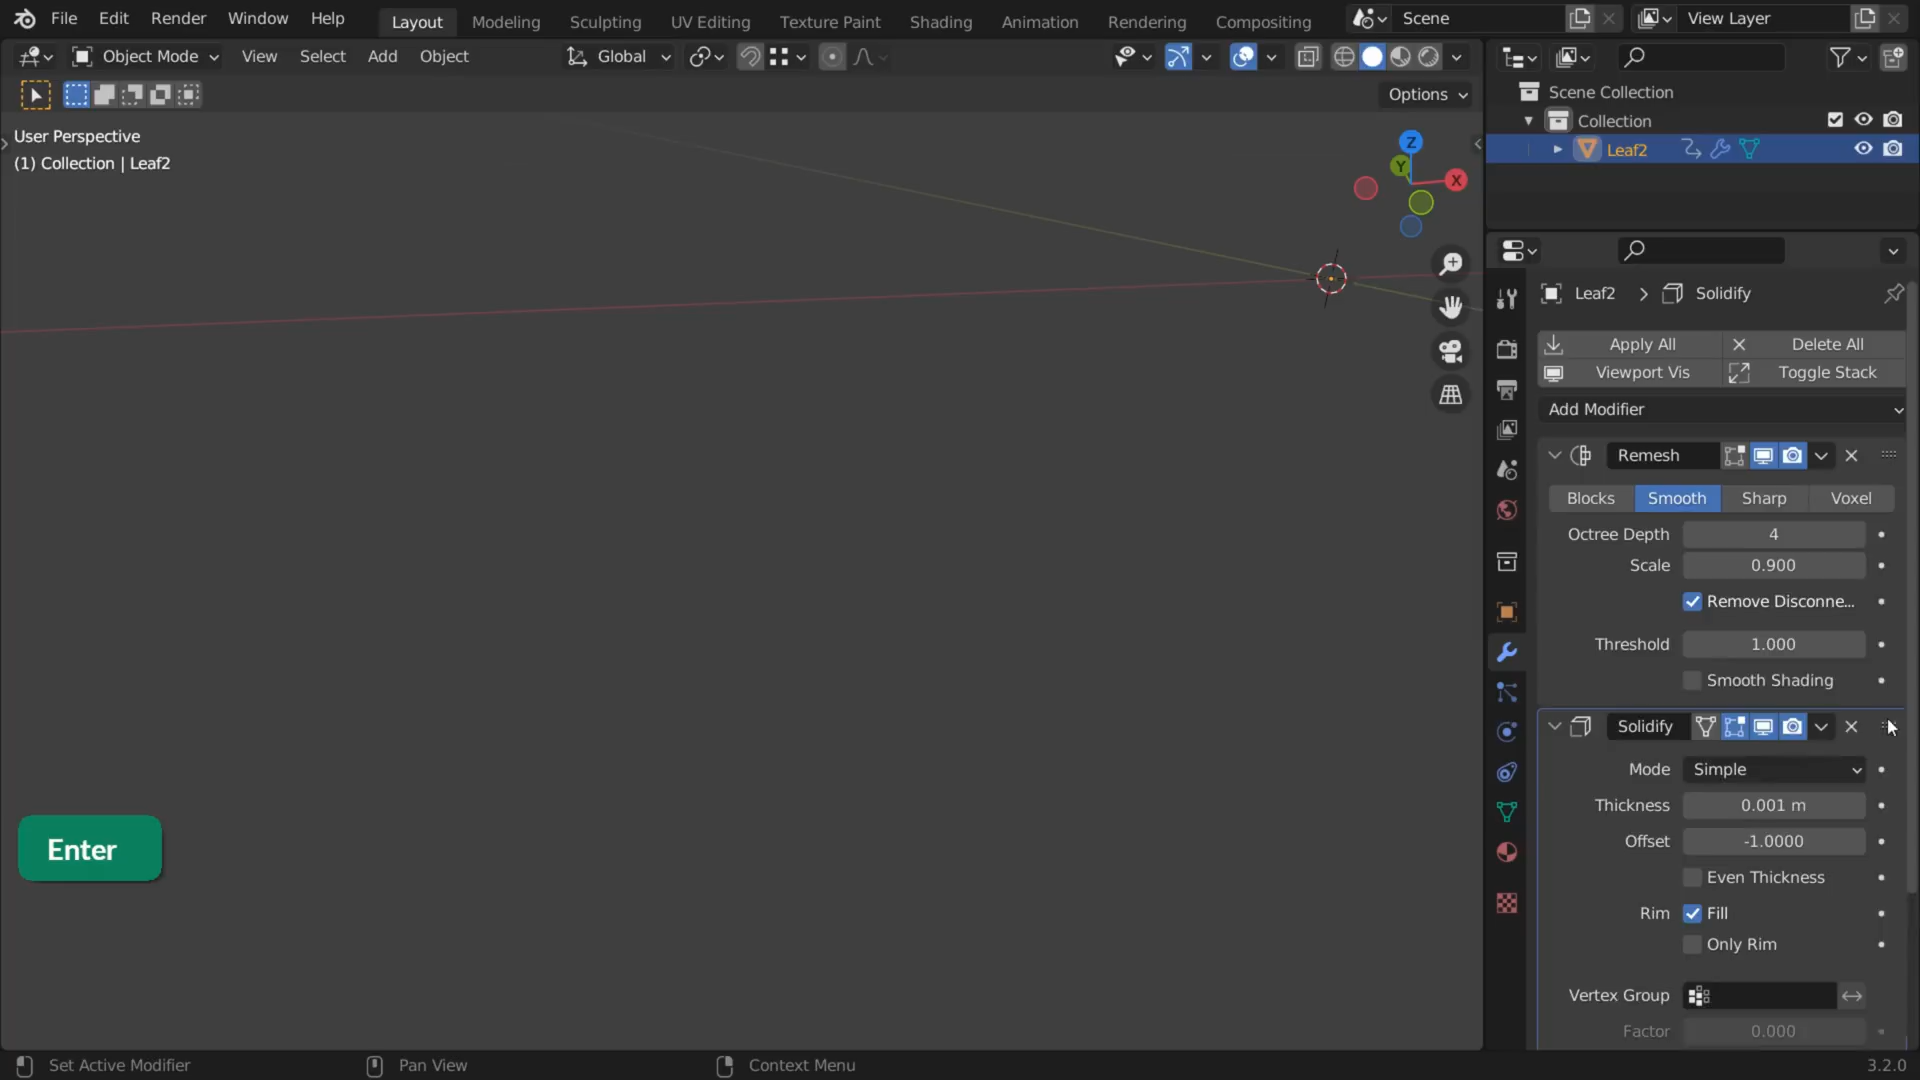 File Edit Render Window Help
Layout Modeling Sculpting UV Editing Texture Paint Shading Animation Rendering Compositing
Scene
View Layer
Object Mode View Select Add Object
Global
Options
User Perspective
(1) Collection | Leaf2
Z
Y
X
Enter
Scene Collection
Collection
Leaf2
Leaf2 Solidify
Apply All Delete All
Viewport Vis Toggle Stack
Add Modifier
Remesh
Blocks Smooth Sharp Voxel
Octree Depth 4
Scale 0.900
Remove Disconne...
Threshold 1.000
Smooth Shading
Solidify
Mode Simple
Thickness 0.001 m
Offset -1.0000
Even Thickness
Rim Fill
Only Rim
Vertex Group
Factor 0.000
Set Active Modifier Pan View Context Menu 3.2.0